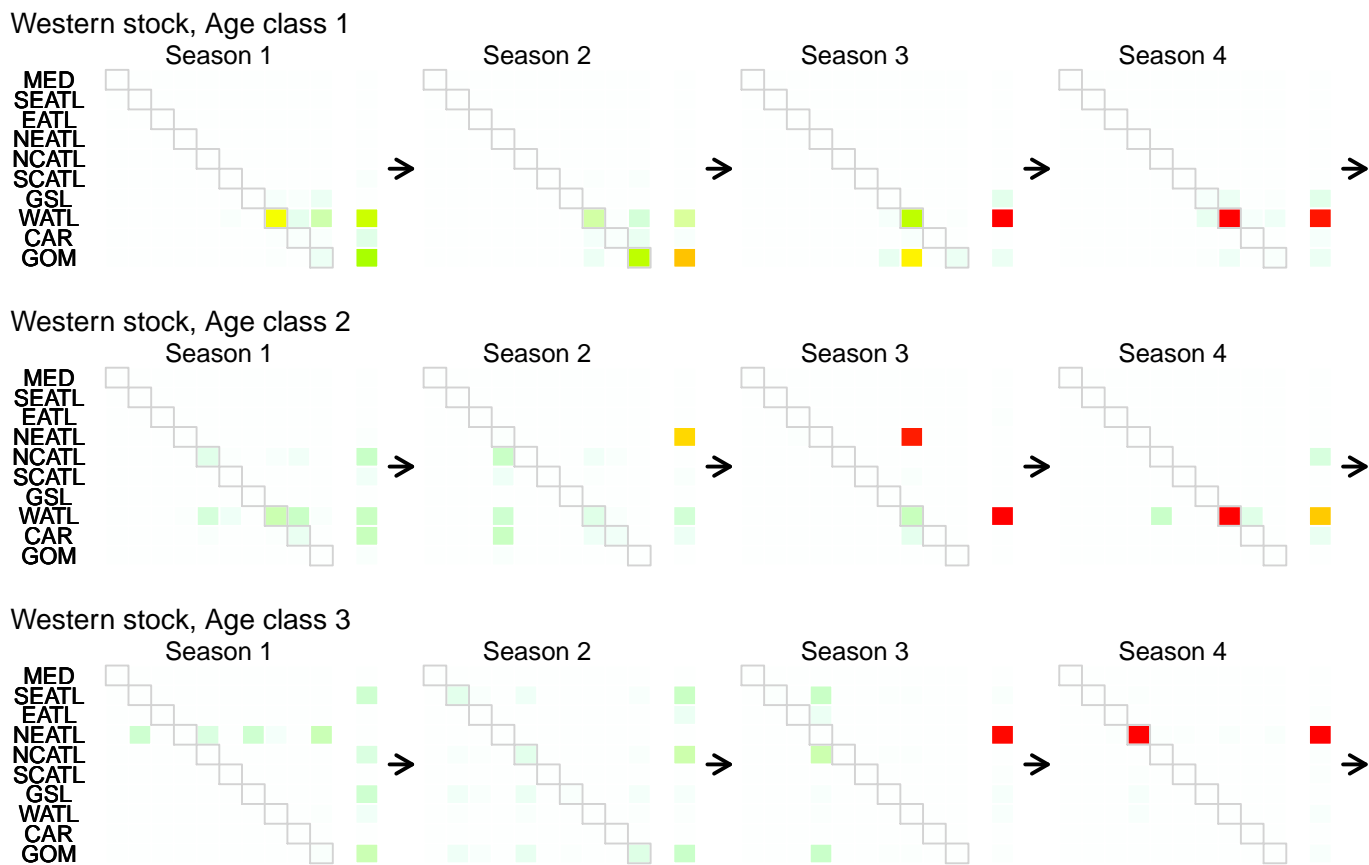 Western stock, Age class 1
Season 1 Season 2 Season 3 Season 4
MED
SEATL
EATL
NEATL
NCATL
SCATL
GSL
WATL
CAR
GOM
Western stock, Age class 2
Season 1 Season 2 Season 3 Season 4
MED
SEATL
EATL
NEATL
NCATL
SCATL
GSL
WATL
CAR
GOM
Western stock, Age class 3
Season 1 Season 2 Season 3 Season 4
MED
SEATL
EATL
NEATL
NCATL
SCATL
GSL
WATL
CAR
GOM